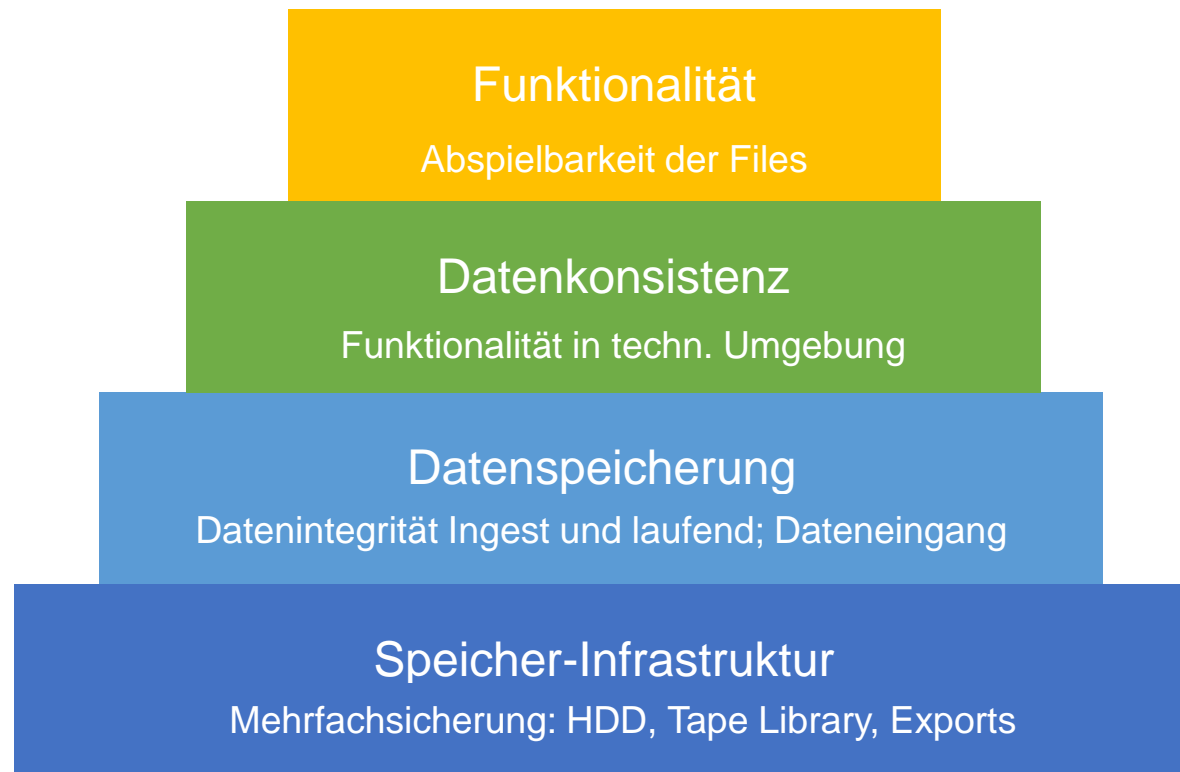 Funktionalität
Abspielbarkeit der Files
Datenkonsistenz
Funktionalität in techn. Umgebung
Datenspeicherung
Datenintegrität Ingest und laufend; Dateneingang
Speicher-Infrastruktur
Mehrfachsicherung: HDD, Tape Library, Exports